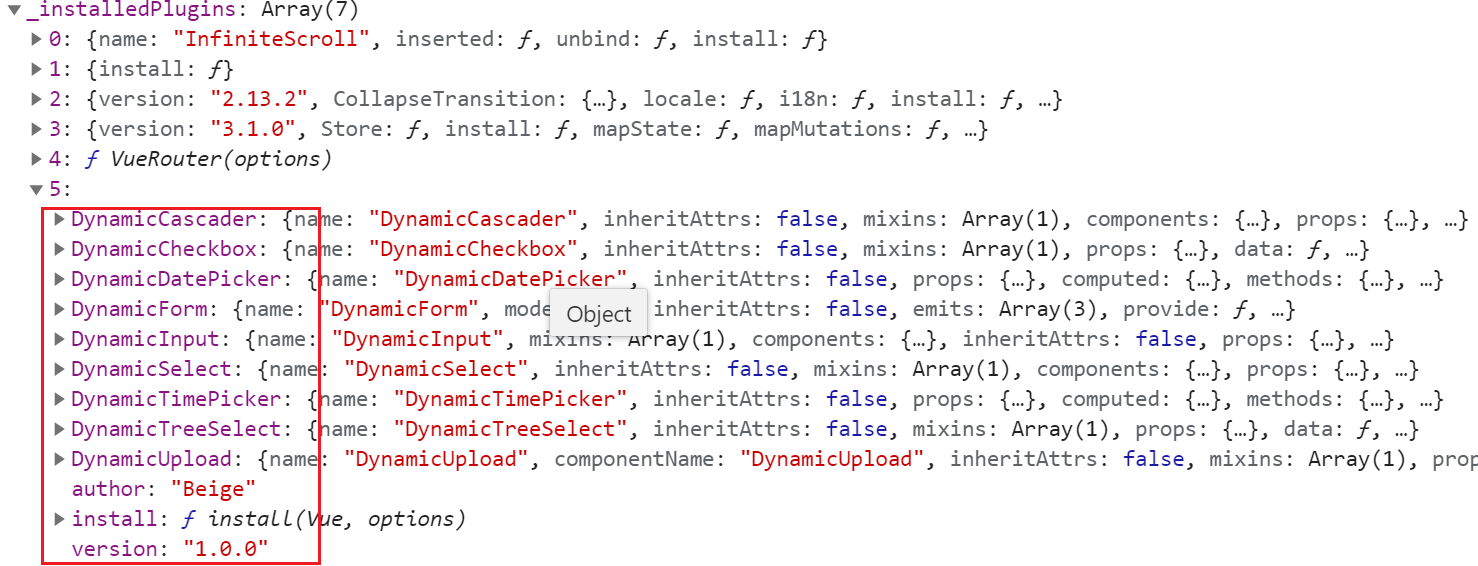 _installedPlugins: Array(7)
0: {name: "InfiniteScroll", inserted: ƒ, unbind: ƒ, install: ƒ}
1: {install: ƒ}
2: {version: "2.13.2", CollapseTransition: {…}, locale: ƒ, i18n: ƒ, install: ƒ, …}
3: {version: "3.1.0", Store: ƒ, install: ƒ, mapState: ƒ, mapMutations: ƒ, …}
4: ƒ VueRouter(options)
5:
DynamicCascader: {name: "DynamicCascader", inheritAttrs: false, mixins: Array(1), components: {…}, props: {…}, …}
DynamicCheckbox: {name: "DynamicCheckbox", inheritAttrs: false, mixins: Array(1), props: {…}, data: ƒ, …}
DynamicDatePicker: {name: "DynamicDatePicker", inheritAttrs: false, props: {…}, computed: {…}, methods: {…}, …}
DynamicForm: {name: "DynamicForm", mode inheritAttrs: false, emits: Array(3), provide: ƒ, …}
Object
DynamicInput: {name: "DynamicInput", mixins: Array(1), components: {…}, inheritAttrs: false, props: {…}, …}
DynamicSelect: {name: "DynamicSelect", inheritAttrs: false, mixins: Array(1), components: {…}, props: {…}, …}
DynamicTimePicker: {name: "DynamicTimePicker", inheritAttrs: false, props: {…}, computed: {…}, methods: {…}, …}
DynamicTreeSelect: {name: "DynamicTreeSelect", inheritAttrs: false, mixins: Array(1), props: {…}, data: ƒ, …}
DynamicUpload: {name: "DynamicUpload", componentName: "DynamicUpload", inheritAttrs: false, mixins: Array(1), prop
author: "Beige"
install: ƒ install(Vue, options)
version: "1.0.0"